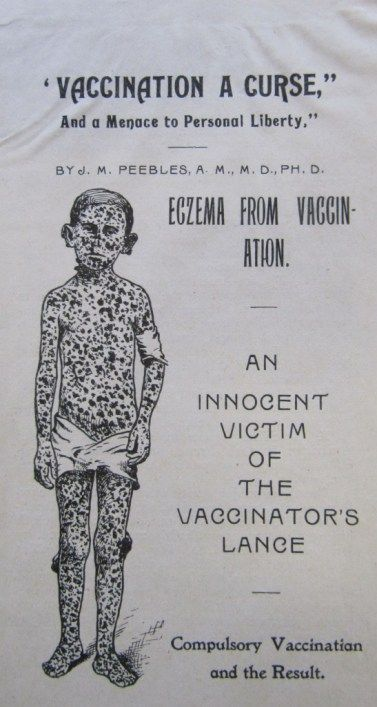 ‘VACCINATION A CURSE,”
And a Menace to Personal Liberty,”
BY J. M. PEEBLES, A. M., M. D., PH. D.
ECZEMA FROM VACCIN-
ATION.
AN
INNOCENT
VICTIM
OF
THE
VACCINATOR'S
LANCE
Compulsory Vaccination
and the Result.